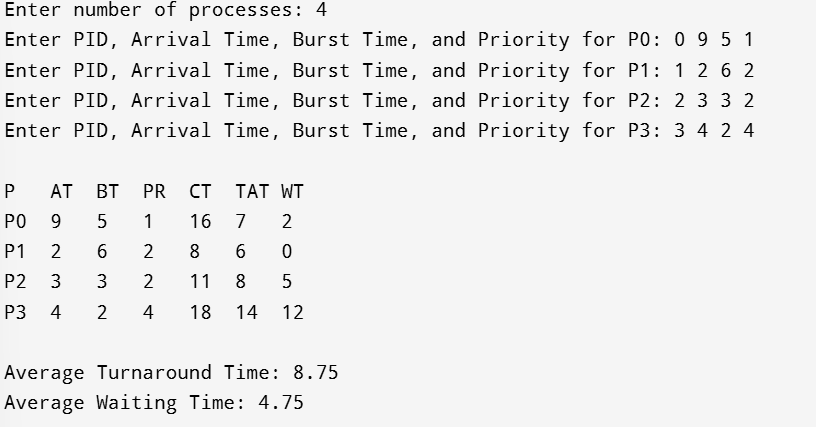 Enter number of processes: 4
Enter PID, Arrival Time, Burst Time, and Priority for P0: 0 9 5 1
Enter PID, Arrival Time, Burst Time, and Priority for P1: 1 2 6 2
Enter PID, Arrival Time, Burst Time, and Priority for P2: 2 3 3 2
Enter PID, Arrival Time, Burst Time, and Priority for P3: 3 4 2 4
P AT BT PR CT TAT WT
P0 9 5 1 16 7 2
P1 2 6 2 8 6 0
P2 3 3 2 11 8 5
P3 4 2 4 18 14 12
Average Turnaround Time: 8.75
Average Waiting Time: 4.75